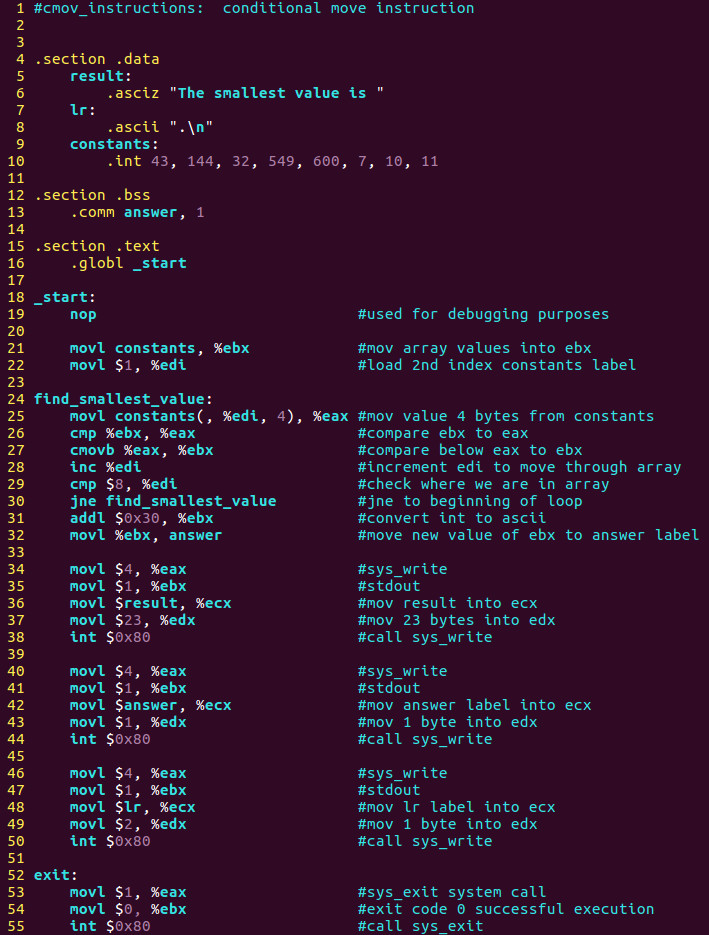 1 #cmov_instructions:  conditional move instruction
2
3
4 .section .data
5     result:
6         .asciz "The smallest value is "
7     lr:
8         .ascii ".\n"
9     constants:
10         .int 43, 144, 32, 549, 600, 7, 10, 11
11
12 .section .bss
13     .comm answer, 1
14
15 .section .text
16     .globl _start
17
18 _start:
19     nop                             #used for debugging purposes
20
21     movl constants, %ebx            #mov array values into ebx
22     movl $1, %edi                   #load 2nd index constants label
23
24 find_smallest_value:
25     movl constants(, %edi, 4), %eax #mov value 4 bytes from constants
26     cmp %ebx, %eax                  #compare ebx to eax
27     cmovb %eax, %ebx                #compare below eax to ebx
28     inc %edi                        #increment edi to move through array
29     cmp $8, %edi                    #check where we are in array
30     jne find_smallest_value         #jne to beginning of loop
31     addl $0x30, %ebx                #convert int to ascii
32     movl %ebx, answer               #move new value of ebx to answer label
33
34     movl $4, %eax                   #sys_write
35     movl $1, %ebx                   #stdout
36     movl $result, %ecx              #mov result into ecx
37     movl $23, %edx                  #mov 23 bytes into edx
38     int $0x80                       #call sys_write
39
40     movl $4, %eax                   #sys_write
41     movl $1, %ebx                   #stdout
42     movl $answer, %ecx              #mov answer label into ecx
43     movl $1, %edx                   #mov 1 byte into edx
44     int $0x80                       #call sys_write
45
46     movl $4, %eax                   #sys_write
47     movl $1, %ebx                   #stdout
48     movl $lr, %ecx                  #mov lr label into ecx
49     movl $2, %edx                   #mov 1 byte into edx
50     int $0x80                       #call sys_write
51
52 exit:
53     movl $1, %eax                   #sys_exit system call
54     movl $0, %ebx                   #exit code 0 successful execution
55     int $0x80                       #call sys_exit